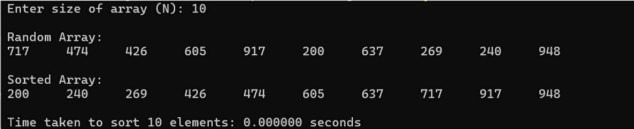 Enter size of array (N): 10
Random Array:
717 474 426 605 917 200 637 269 240 948
Sorted Array:
200 240 269 426 474 605 637 717 917 948
Time taken to sort 10 elements: 0.000000 seconds